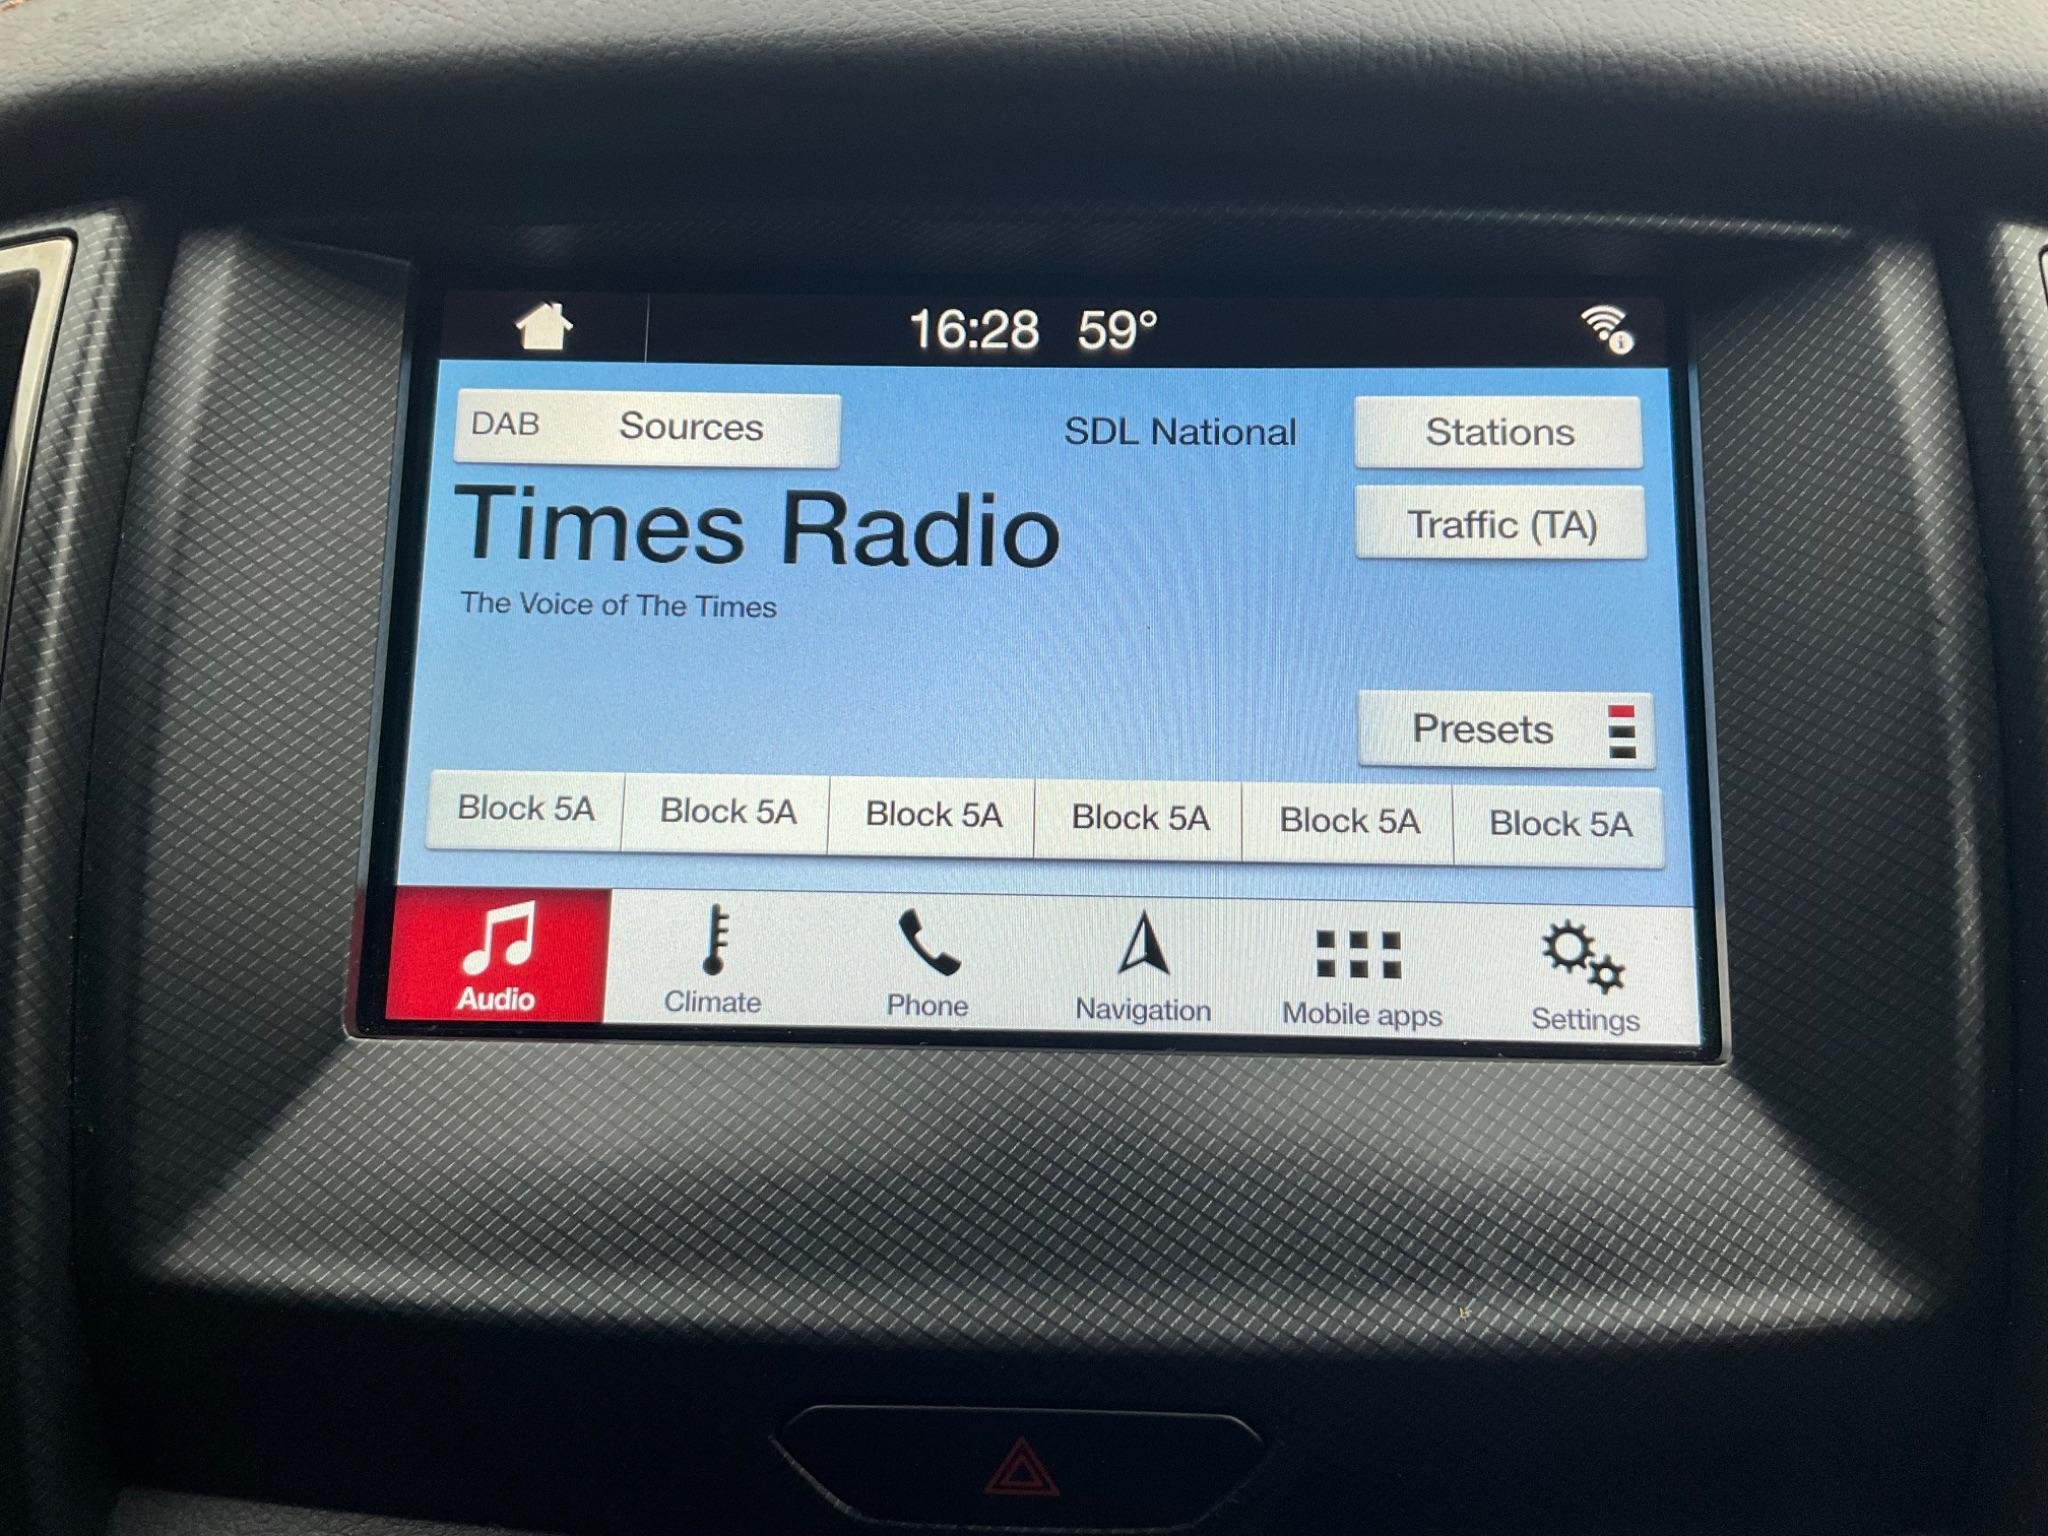 16:28 59°
DAB Sources
SDL National
Stations
Times Radio
Traffic (TA)
The Voice of The Times
Presets
Block 5A Block 5A Block 5A Block 5A Block 5A Block 5A
Audio Climate Phone Navigation Mobile apps Settings